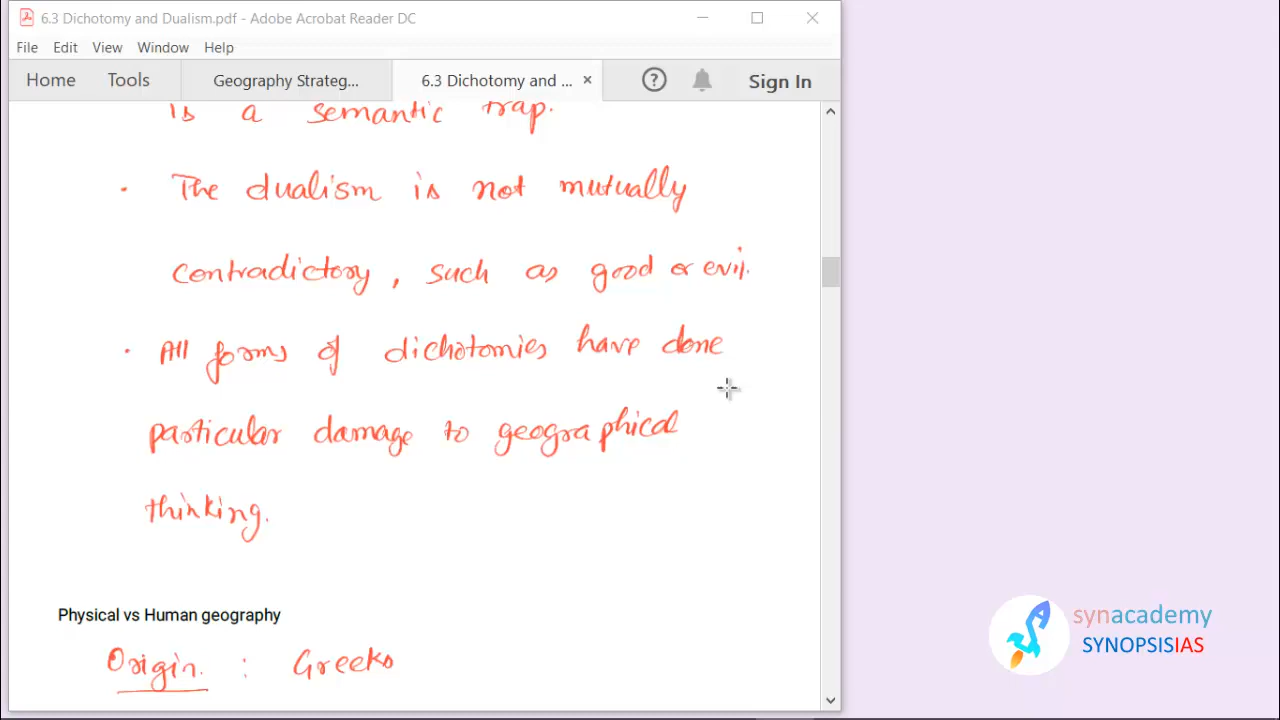 6.3 Dichotomy and Dualism.pdf - Adobe Acrobat Reader DC
File Edit View Window Help
Home Tools Geography Strateg... 6.3 Dichotomy and ... × ? Sign In
is a semantic trap.
• The dualism is not mutually
contradictory, such as good or evil.
• All forms of dichotomies have done
particular damage to geographical
thinking.
Physical vs Human geography
Origin : Greeks
synacademy
SYNOPSISIAS